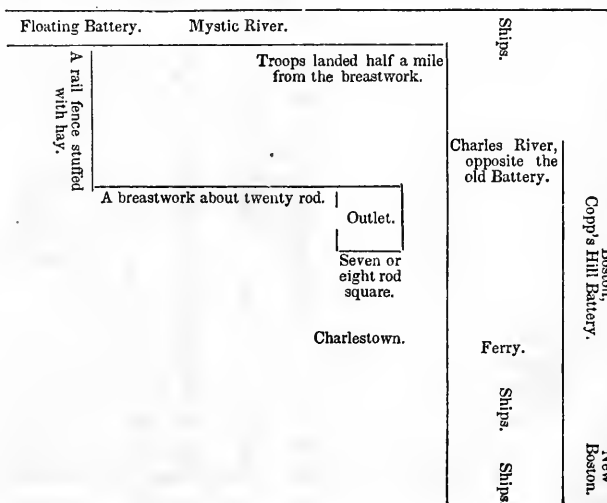 Floating Battery.
Mystic River.
Ships.
A rail fence stuffed
with hay.
Troops landed half a mile
from the breastwork.
Charles River,
opposite the
old Battery.
A breastwork about twenty rod.
Outlet.
Seven or
eight rod
square.
Boston,
Copp's Hill Battery.
Charlestown.
Ferry.
Ships.
Ships
New
Boston.